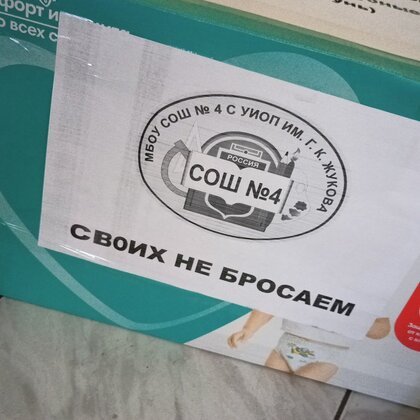 МБОУ СОШ № 4 С УИОП ИМ. Г. К. ЖУКОВА
РОССИЯ
СОШ №4
СВОИХ НЕ БРОСАЕМ